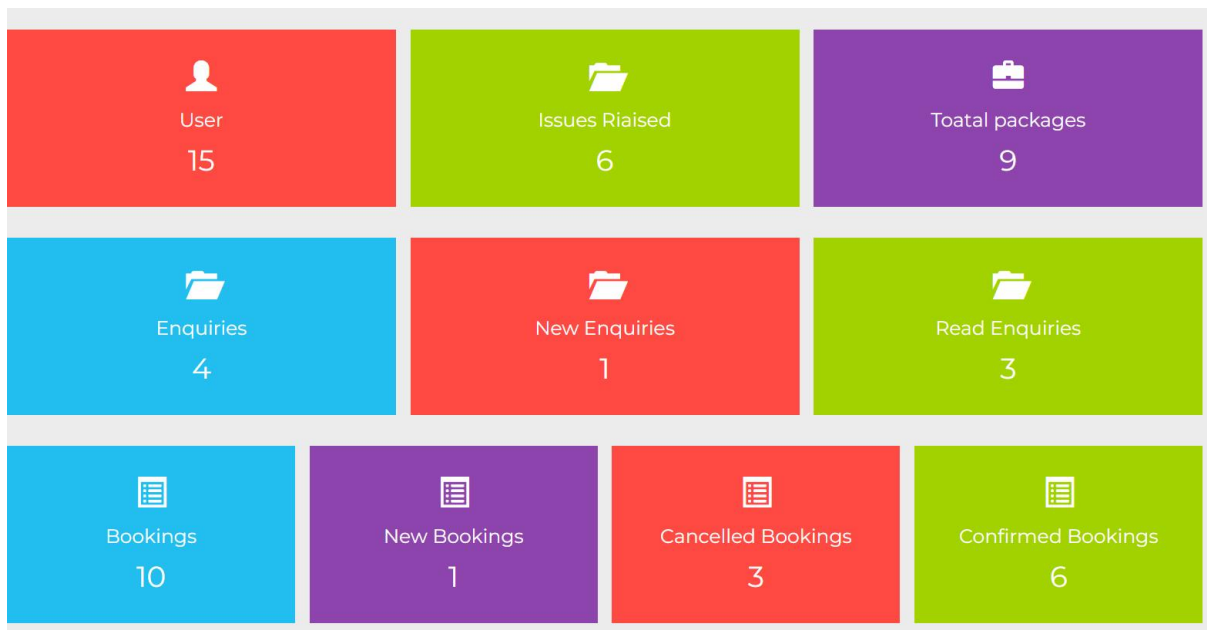 User
15
Issues Riaised
6
Toatal packages
9
Enquiries
4
New Enquiries
1
Read Enquiries
3
Bookings
10
New Bookings
1
Cancelled Bookings
3
Confirmed Bookings
6